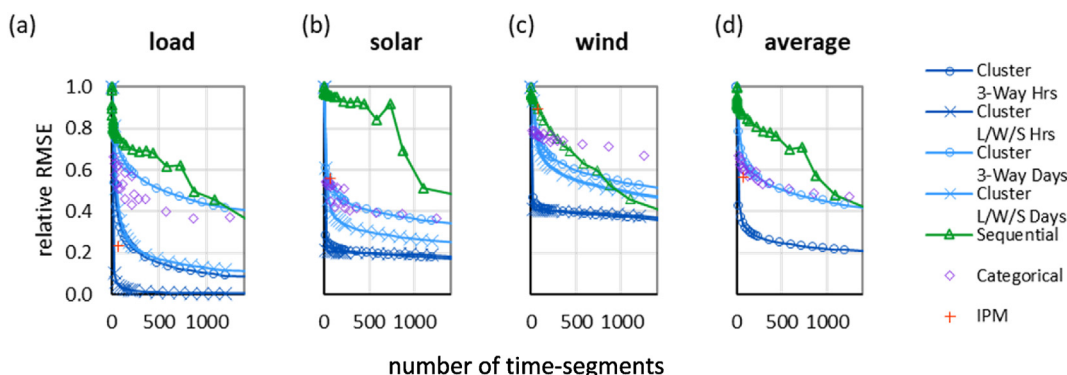 (a)
load
(b)
solar
(c)
wind
(d)
average
relative RMSE
1.0
0.8
0.6
0.4
0.2
0.0
0 500 1000
0 500 1000
0 500 1000
0 500 1000
number of time-segments
Cluster
3-Way Hrs
Cluster
L/W/S Hrs
Cluster
3-Way Days
Cluster
L/W/S Days
Sequential
Categorical
IPM